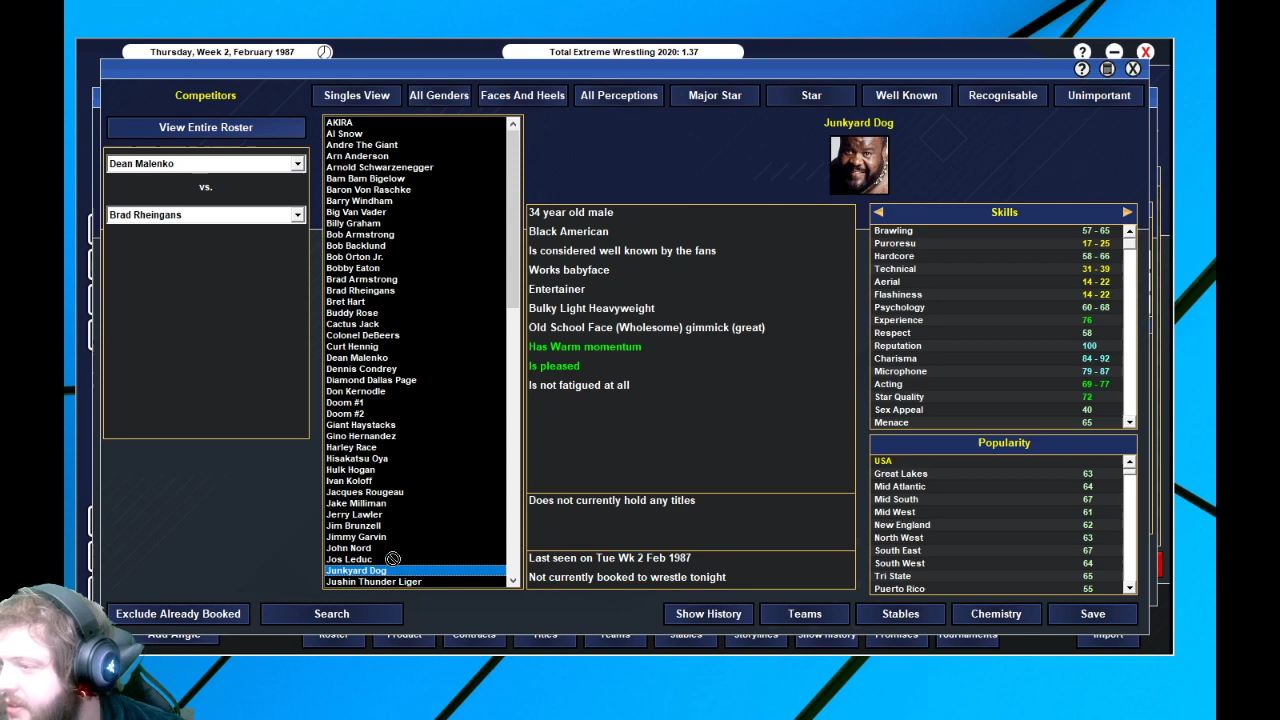 Thursday, Week 2, February 1987
Total Extreme Wrestling 2020: 1.37
?
X
?
X
Competitors
Singles View
All Genders
Faces And Heels
All Perceptions
Major Star
Star
Well Known
Recognisable
Unimportant
View Entire Roster
Dean Malenko
vs.
Brad Rheingans
AKIRA
Al Snow
Andre The Giant
Arn Anderson
Arnold Schwarzenegger
Bam Bam Bigelow
Baron Von Raschke
Barry Windham
Big Van Vader
Billy Graham
Bob Armstrong
Bob Backlund
Bob Orton Jr.
Bobby Eaton
Brad Armstrong
Brad Rheingans
Bret Hart
Buddy Rose
Cactus Jack
Colonel DeBeers
Curt Hennig
Dean Malenko
Dennis Condrey
Diamond Dallas Page
Don Kernodle
Doom #1
Doom #2
Giant Haystacks
Gino Hernandez
Harley Race
Hisakatsu Oya
Hulk Hogan
Ivan Koloff
Jacques Rougeau
Jake Milliman
Jerry Lawler
Jim Brunzell
Jimmy Garvin
John Nord
Jos Leduc
Junkyard Dog
Jushin Thunder Liger
Junkyard Dog
34 year old male
Black American
Is considered well known by the fans
Works babyface
Entertainer
Bulky Light Heavyweight
Old School Face (Wholesome) gimmick (great)
Has Warm momentum
Is pleased
Is not fatigued at all
Does not currently hold any titles
Last seen on Tue Wk 2 Feb 1987
Not currently booked to wrestle tonight
Skills
Brawling 57 - 65
Puroresu 17 - 25
Hardcore 58 - 66
Technical 31 - 39
Aerial 14 - 22
Flashiness 14 - 22
Psychology 60 - 68
Experience 76
Respect 58
Reputation 100
Charisma 84 - 92
Microphone 79 - 87
Acting 69 - 77
Star Quality 72
Sex Appeal 40
Menace 65
Popularity
USA
Great Lakes 63
Mid Atlantic 64
Mid South 67
Mid West 61
New England 62
North West 63
South East 67
South West 64
Tri State 65
Puerto Rico 55
Exclude Already Booked
Search
Show History
Teams
Stables
Chemistry
Save
Add Angle
Roster
Product
Contracts
Titles
Teams
Stables
Storylines
Show History
Promises
Tournaments
Import